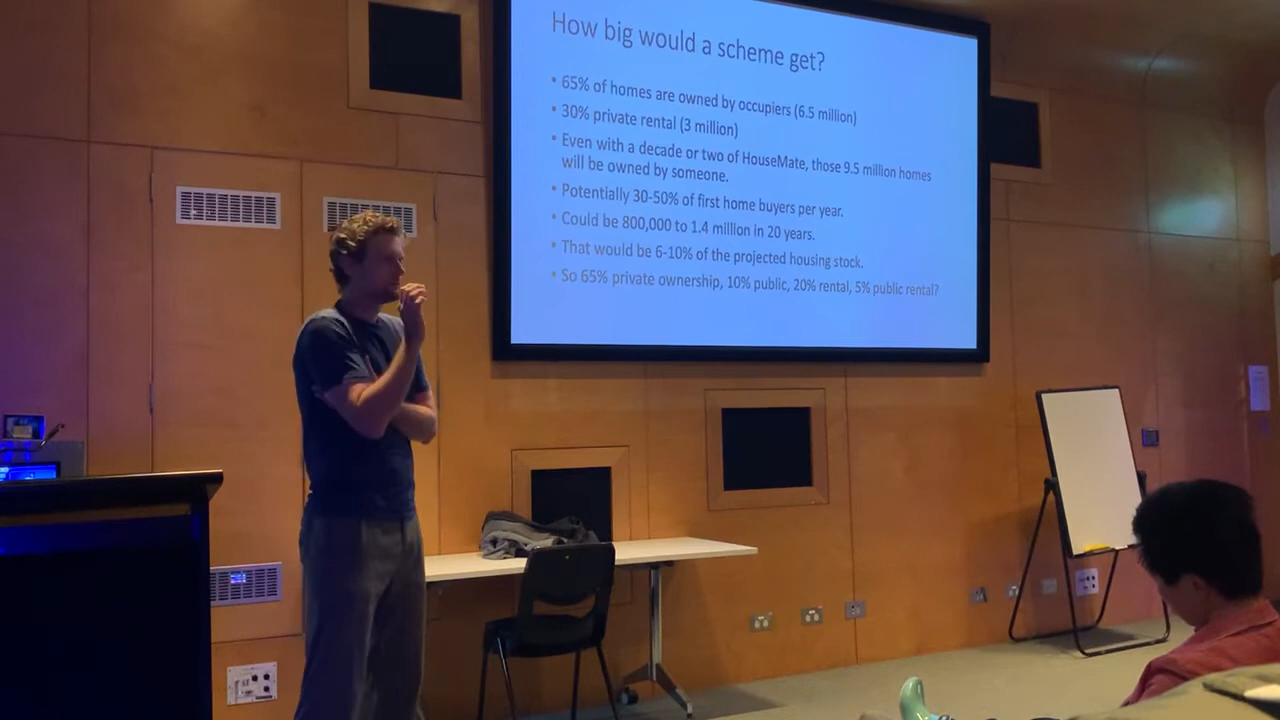 How big would a scheme get?
• 65% of homes are owned by occupiers (6.5 million)
• 30% private rental (3 million)
• Even with a decade or two of HouseMate, those 9.5 million homes
will be owned by someone.
• Potentially 30-50% of first home buyers per year.
• Could be 800,000 to 1.4 million in 20 years.
• That would be 6-10% of the projected housing stock.
• So 65% private ownership, 10% public, 20% rental, 5% public rental?